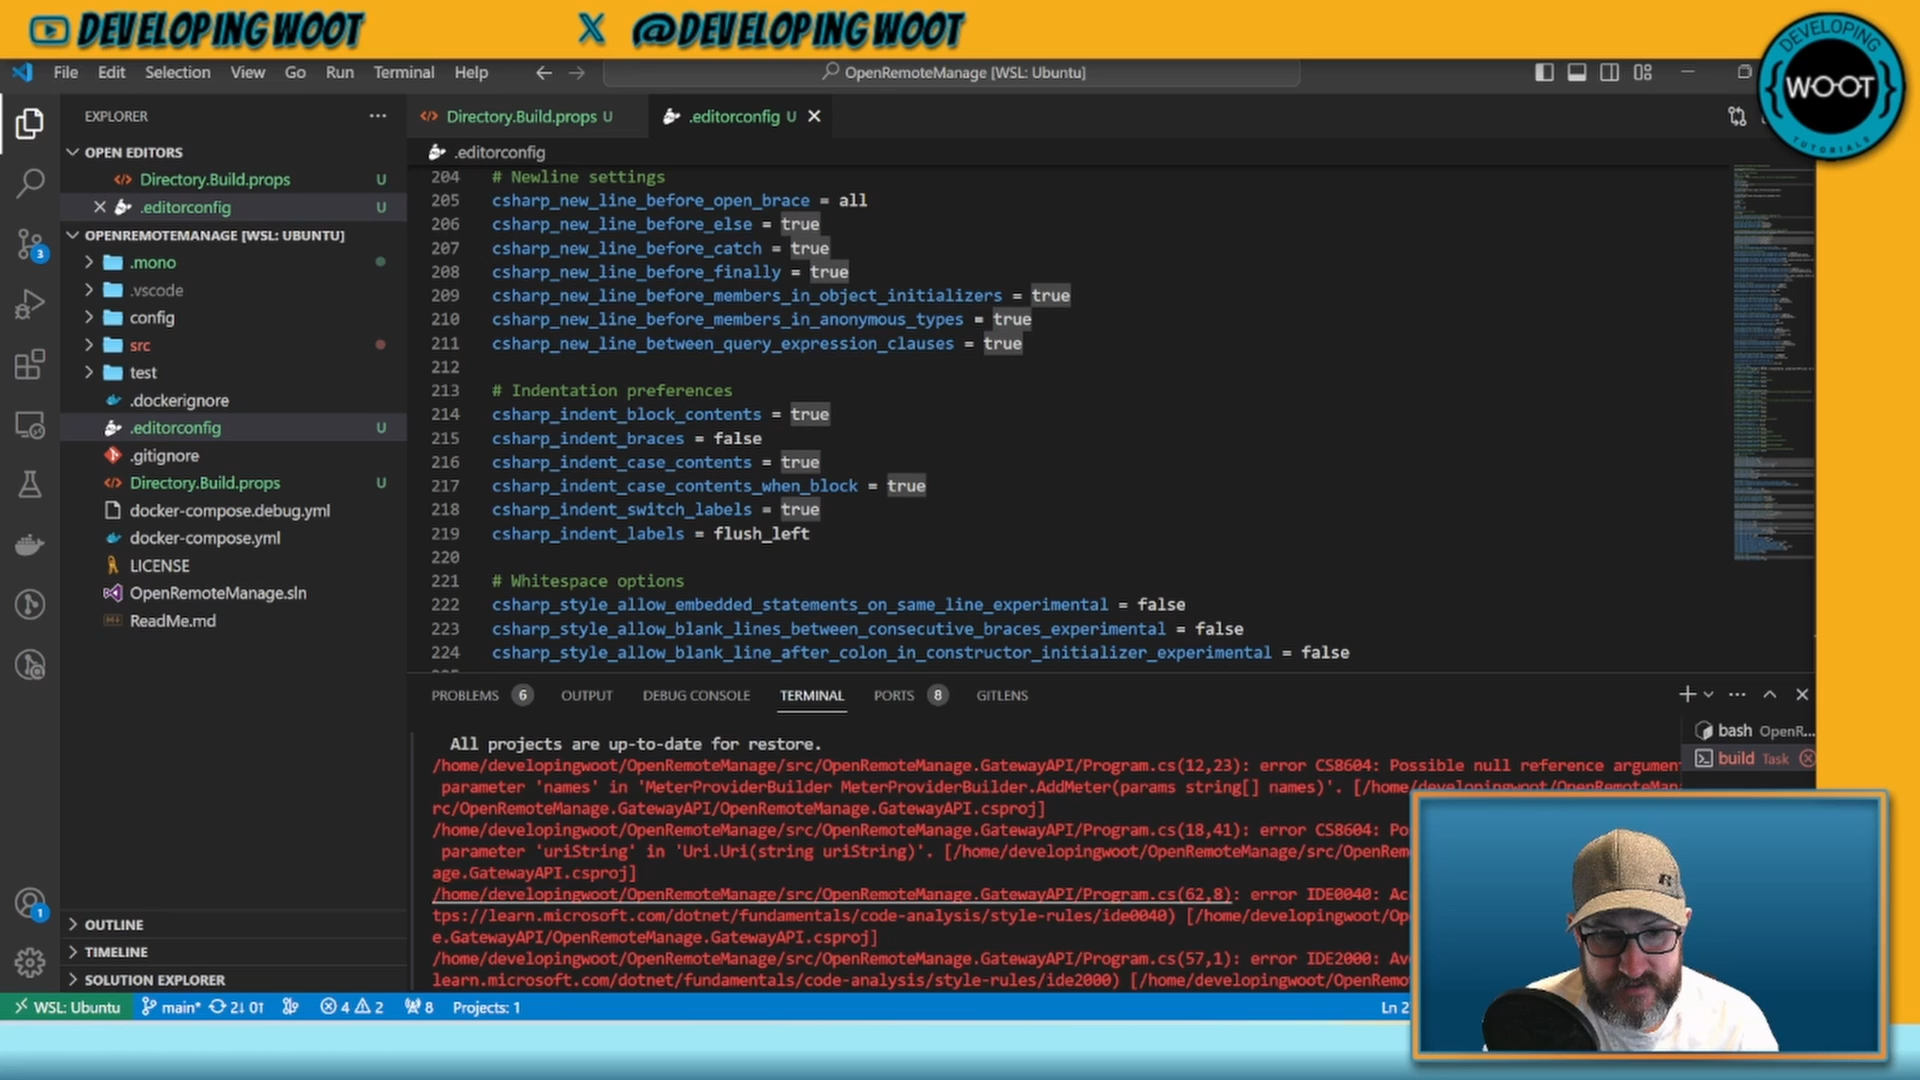 DEVELOPINGWOOT
@DEVELOPINGWOOT
DEVELOPING
WOOT
TUTORIALS
File Edit Selection View Go Run Terminal Help
OpenRemoteManage [WSL: Ubuntu]
EXPLORER
OPEN EDITORS
Directory.Build.props U
.editorconfig U
OPENREMOTEMANAGE [WSL: UBUNTU]
.mono
.vscode
config
src
test
.dockerignore
.editorconfig U
.gitignore
Directory.Build.props U
docker-compose.debug.yml
docker-compose.yml
LICENSE
OpenRemoteManage.sln
ReadMe.md
OUTLINE
TIMELINE
SOLUTION EXPLORER
3
1
Directory.Build.props U
.editorconfig U
.editorconfig
204 # Newline settings
205 csharp_new_line_before_open_brace = all
206 csharp_new_line_before_else = true
207 csharp_new_line_before_catch = true
208 csharp_new_line_before_finally = true
209 csharp_new_line_before_members_in_object_initializers = true
210 csharp_new_line_before_members_in_anonymous_types = true
211 csharp_new_line_between_query_expression_clauses = true
212
213 # Indentation preferences
214 csharp_indent_block_contents = true
215 csharp_indent_braces = false
216 csharp_indent_case_contents = true
217 csharp_indent_case_contents_when_block = true
218 csharp_indent_switch_labels = true
219 csharp_indent_labels = flush_left
220
221 # Whitespace options
222 csharp_style_allow_embedded_statements_on_same_line_experimental = false
223 csharp_style_allow_blank_lines_between_consecutive_braces_experimental = false
224 csharp_style_allow_blank_line_after_colon_in_constructor_initializer_experimental = false
PROBLEMS 6 OUTPUT DEBUG CONSOLE TERMINAL PORTS 8 GITLENS
bash OpenR...
build Task
All projects are up-to-date for restore.
/home/developingwoot/OpenRemoteManage/src/OpenRemoteManage.GatewayAPI/Program.cs(12,23): error CS8604: Possible null reference argumen
parameter 'names' in 'MeterProviderBuilder MeterProviderBuilder.AddMeter(params string[] names)'. [/home/developingwoot/OpenRemoteMana
rc/OpenRemoteManage.GatewayAPI/OpenRemoteManage.GatewayAPI.csproj]
/home/developingwoot/OpenRemoteManage/src/OpenRemoteManage.GatewayAPI/Program.cs(18,41): error CS8604: Po
parameter 'uriString' in 'Uri.Uri(string uriString)'. [/home/developingwoot/OpenRemoteManage/src/OpenRem
age.GatewayAPI.csproj]
/home/developingwoot/OpenRemoteManage/src/OpenRemoteManage.GatewayAPI/Program.cs(62,8): error IDE0040: Ac
tps://learn.microsoft.com/dotnet/fundamentals/code-analysis/style-rules/ide0040) [/home/developingwoot/Op
e.GatewayAPI/OpenRemoteManage.GatewayAPI.csproj]
/home/developingwoot/OpenRemoteManage/src/OpenRemoteManage.GatewayAPI/Program.cs(57,1): error IDE2000: Av
learn.microsoft.com/dotnet/fundamentals/code-analysis/style-rules/ide2000) [/home/developingwoot/OpenRemo
WSL: Ubuntu main* 2↓ 0↑ 4 2 8 Projects: 1 Ln 2